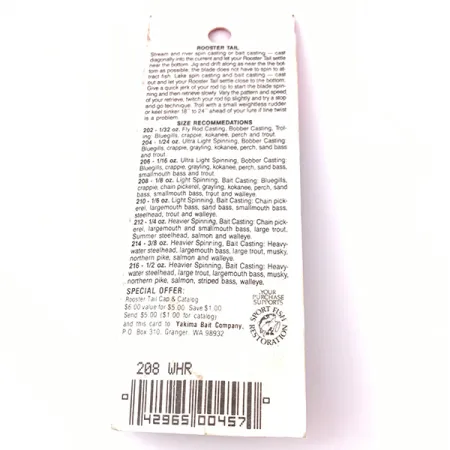 ROOSTER TAIL
Stream and river spin casting or bait casting — cast
diagonally into the current and let your Rooster Tail settle
near the bottom. Jig and drift along as near the bot-
tom as possible; the blade does not have to spin to at-
tract fish. Lake spin casting and bait casting — cast
out and let your Rooster Tail settle close to the bottom.
Give a quick jerk of your rod tip to start the blade spin-
ning and then retrieve slowly. Vary the pattern and speed
of your retrieve, twitch your rod tip slightly and try a stop
and go technique. Troll with a small weightless rudder
or keel sinker 18" to 24" ahead of your lure if line twist
is a problem.
SIZE RECOMMEDATIONS
202 - 1/32 oz. Fly Rod Casting, Bobber Casting, Trol-
ling: Bluegills, crappie, grayling, kokanee, perch and trout.
204 - 1/24 oz. Ultra Light Spinning, Bobber Casting:
Bluegills, crappie, grayling, kokanee, perch, sand bass
and trout.
206 - 1/16 oz. Ultra Light Spinning, Bobber Casting:
Bluegills, crappie, grayling, kokanee, perch, sand bass,
smallmouth bass and trout.
208 - 1/8 oz. Light Spinning, Bait Casting: Bluegills,
crappie, chain pickerel, grayling, kokanee, perch, sand
bass, smallmouth bass, trout and walleye.
210 - 1/6 oz. Light Spinning, Bait Casting: Chain pick-
erel, largemouth bass, sand bass, smallmouth bass,
steelhead, trout and walleye.
212 - 1/4 oz. Heavier Spinning, Bait Casting: Chain pick-
erel, largemouth and smallmouth bass, large trout,
Summer steelhead, salmon and walleye.
214 - 3/8 oz. Heavier Spinning, Bait Casting: Heavy-
water steelhead, large trout, largemouth bass, musky,
northern pike, salmon and walleye.
216 - 1/2 oz. Heavier Spinning, Bait Casting: Heavy-
water steelhead, large trout, largemouth bass, musky,
northern pike, salmon, striped bass, walleye.
SPECIAL OFFER:
Rooster Tail Cap & Catalog
$6.00 value for $5.00 Save $1.00
Send $5.00 ($1.00 for catalog)
and this card to Yakima Bait Company,
P.O. Box 310, Granger, WA 98932
YOUR
PURCHASE
SUPPORTS
SPORT FISH
RESTORATION
208 WHR
0 42965 00457 0